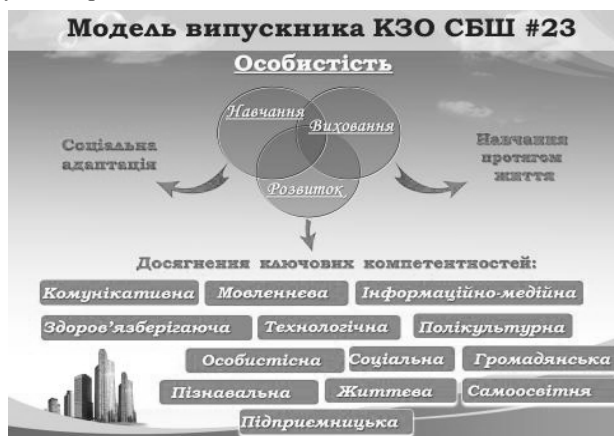 Модель випускника КЗО СБШ #23
Особистість
Навчання
Виховання
Розвиток
Соціальна
адаптація
Навчання
протягом
життя
Досягнення ключових компетентностей:
Комунікативна Мовленнєва Інформаційно-медійна
Здоров'язберігаюча Технологічна Полікультурна
Особистісна Соціальна Громадянська
Пізнавальна Життєва Самоосвітня
Підприємницька